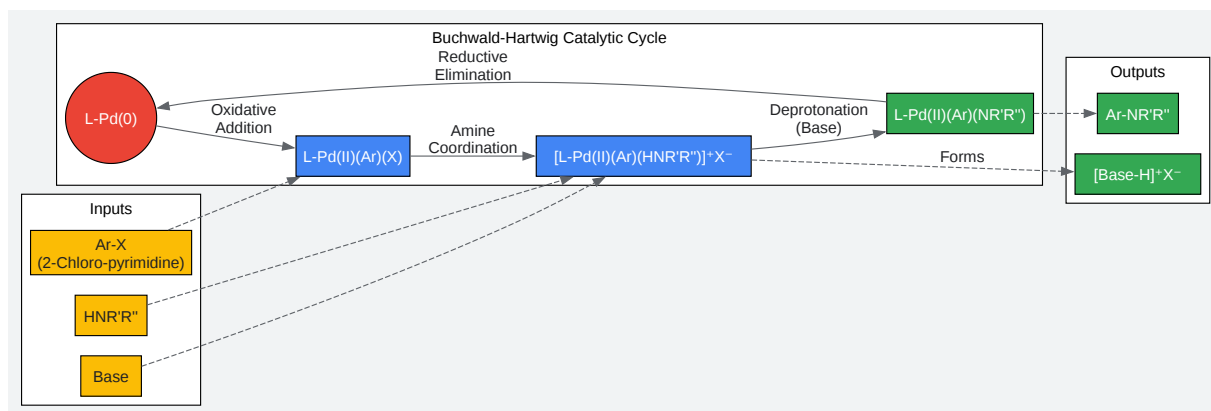 Buchwald-Hartwig Catalytic Cycle
Reductive
Elimination
L-Pd(0)
Oxidative
Addition
L-Pd(II)(Ar)(X)
Amine
Coordination
[L-Pd(II)(Ar)(HNR'R")]⁺X⁻
Deprotonation
(Base)
L-Pd(II)(Ar)(NR'R")
Forms
Outputs
Ar-NR'R"
[Base-H]⁺X⁻
Inputs
Ar-X
(2-Chloro-pyrimidine)
HNR'R"
Base